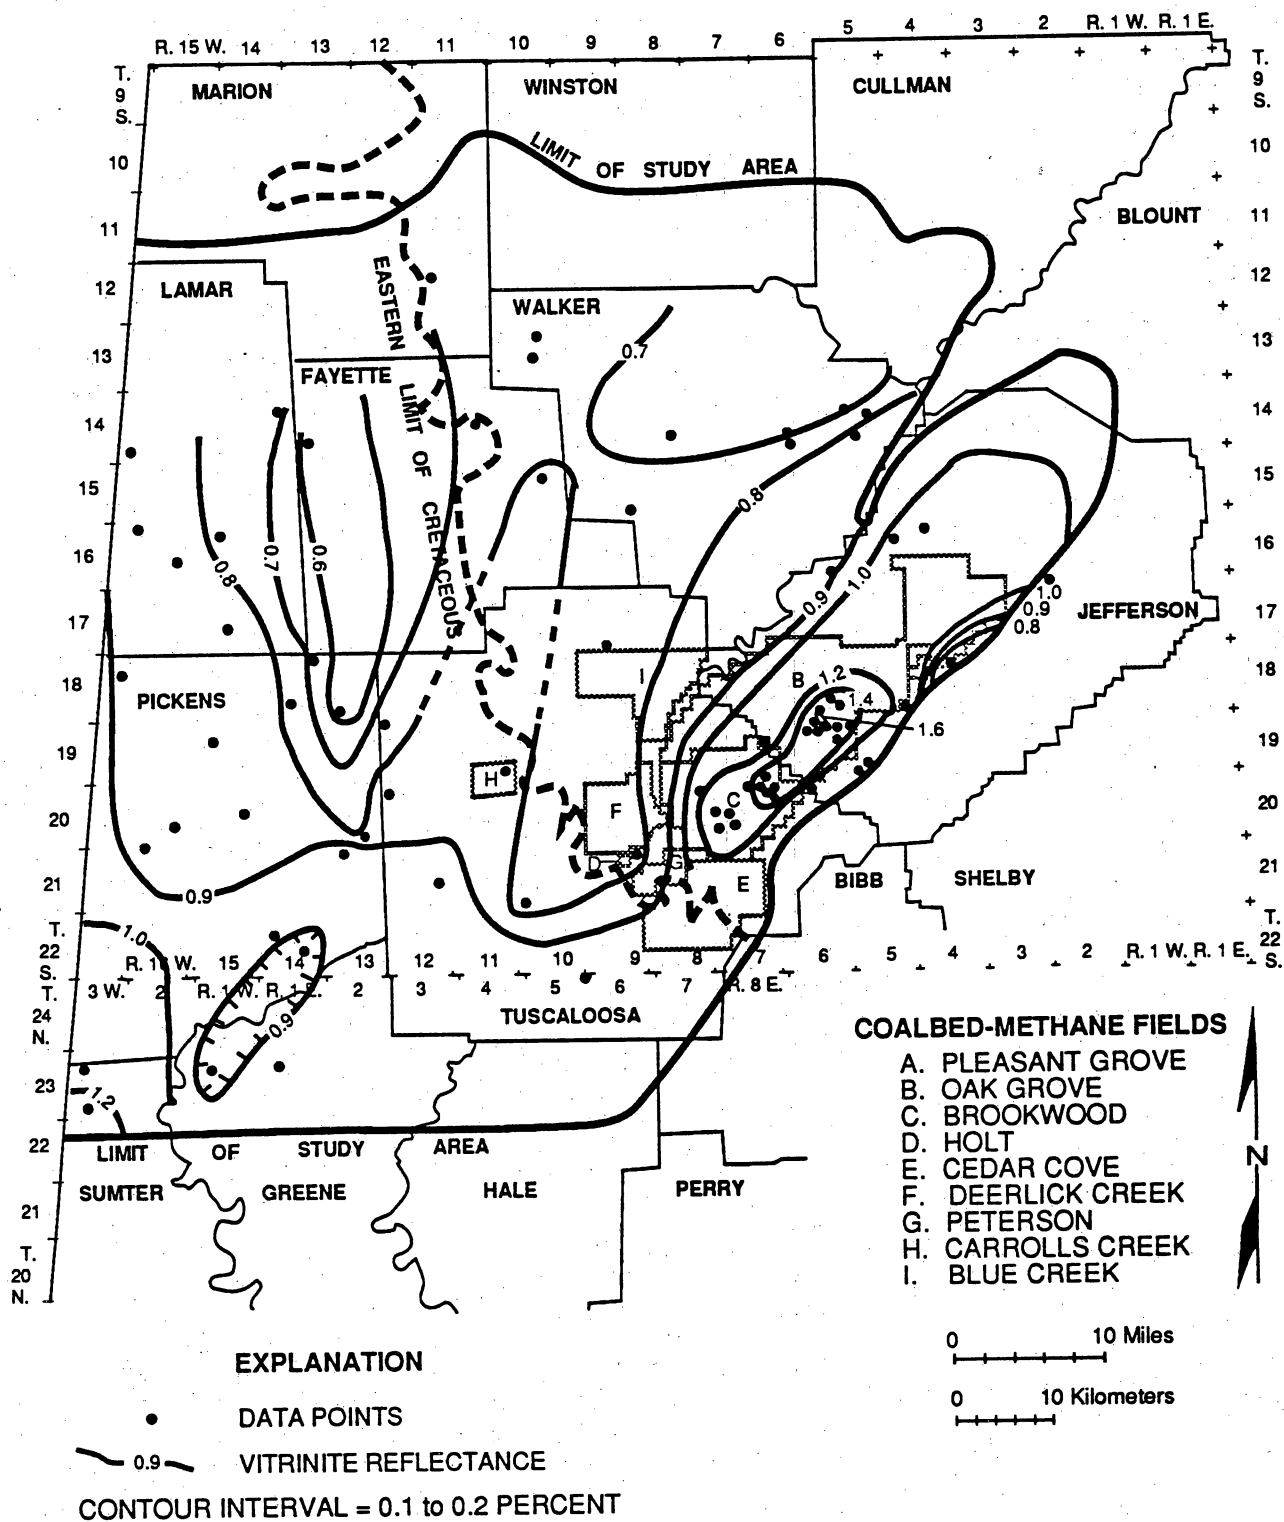 R. 15 W. 14 13 12 11 10 9 8 7 6 5 4 3 2 R. 1 W. R. 1 E.
T. 9 S.
T. 9 S.
MARION
WINSTON
CULLMAN
LIMIT OF STUDY AREA
10
10
11
11
BLOUNT
12
12
LAMAR
EASTERN LIMIT OF CRETACEOUS
WALKER
13
13
0.7
FAYETTE
14
14
15
15
0.8
16
16
0.8
0.7
0.6
0.9
1.0
1.0
0.9
0.8
JEFFERSON
17
17
18
18
PICKENS
I
B
1.2
1.4
1.6
19
19
H
F
C
20
20
D
G
E
21
21
BIBB
SHELBY
0.9
T. 22 S.
T. 22 S.
1.0
R. 16 W. 15 14 13 12 11 10 9 8 7 6 5 4 3 2 R. 1 W. R. 1 E.
3 W. 2 R. 1 W. R. 1 E. 2 3 4 5 6 7 R. 8 E.
T. 24 N.
0.9
TUSCALOOSA
23
1.2
22
LIMIT OF STUDY AREA
SUMTER
GREENE
HALE
PERRY
21
T. 20 N.
COALBED-METHANE FIELDS
A. PLEASANT GROVE
B. OAK GROVE
C. BROOKWOOD
D. HOLT
E. CEDAR COVE
F. DEERLICK CREEK
G. PETERSON
H. CARROLLS CREEK
I. BLUE CREEK
N
0 10 Miles
0 10 Kilometers
EXPLANATION
DATA POINTS
0.9 VITRINITE REFLECTANCE
CONTOUR INTERVAL = 0.1 to 0.2 PERCENT